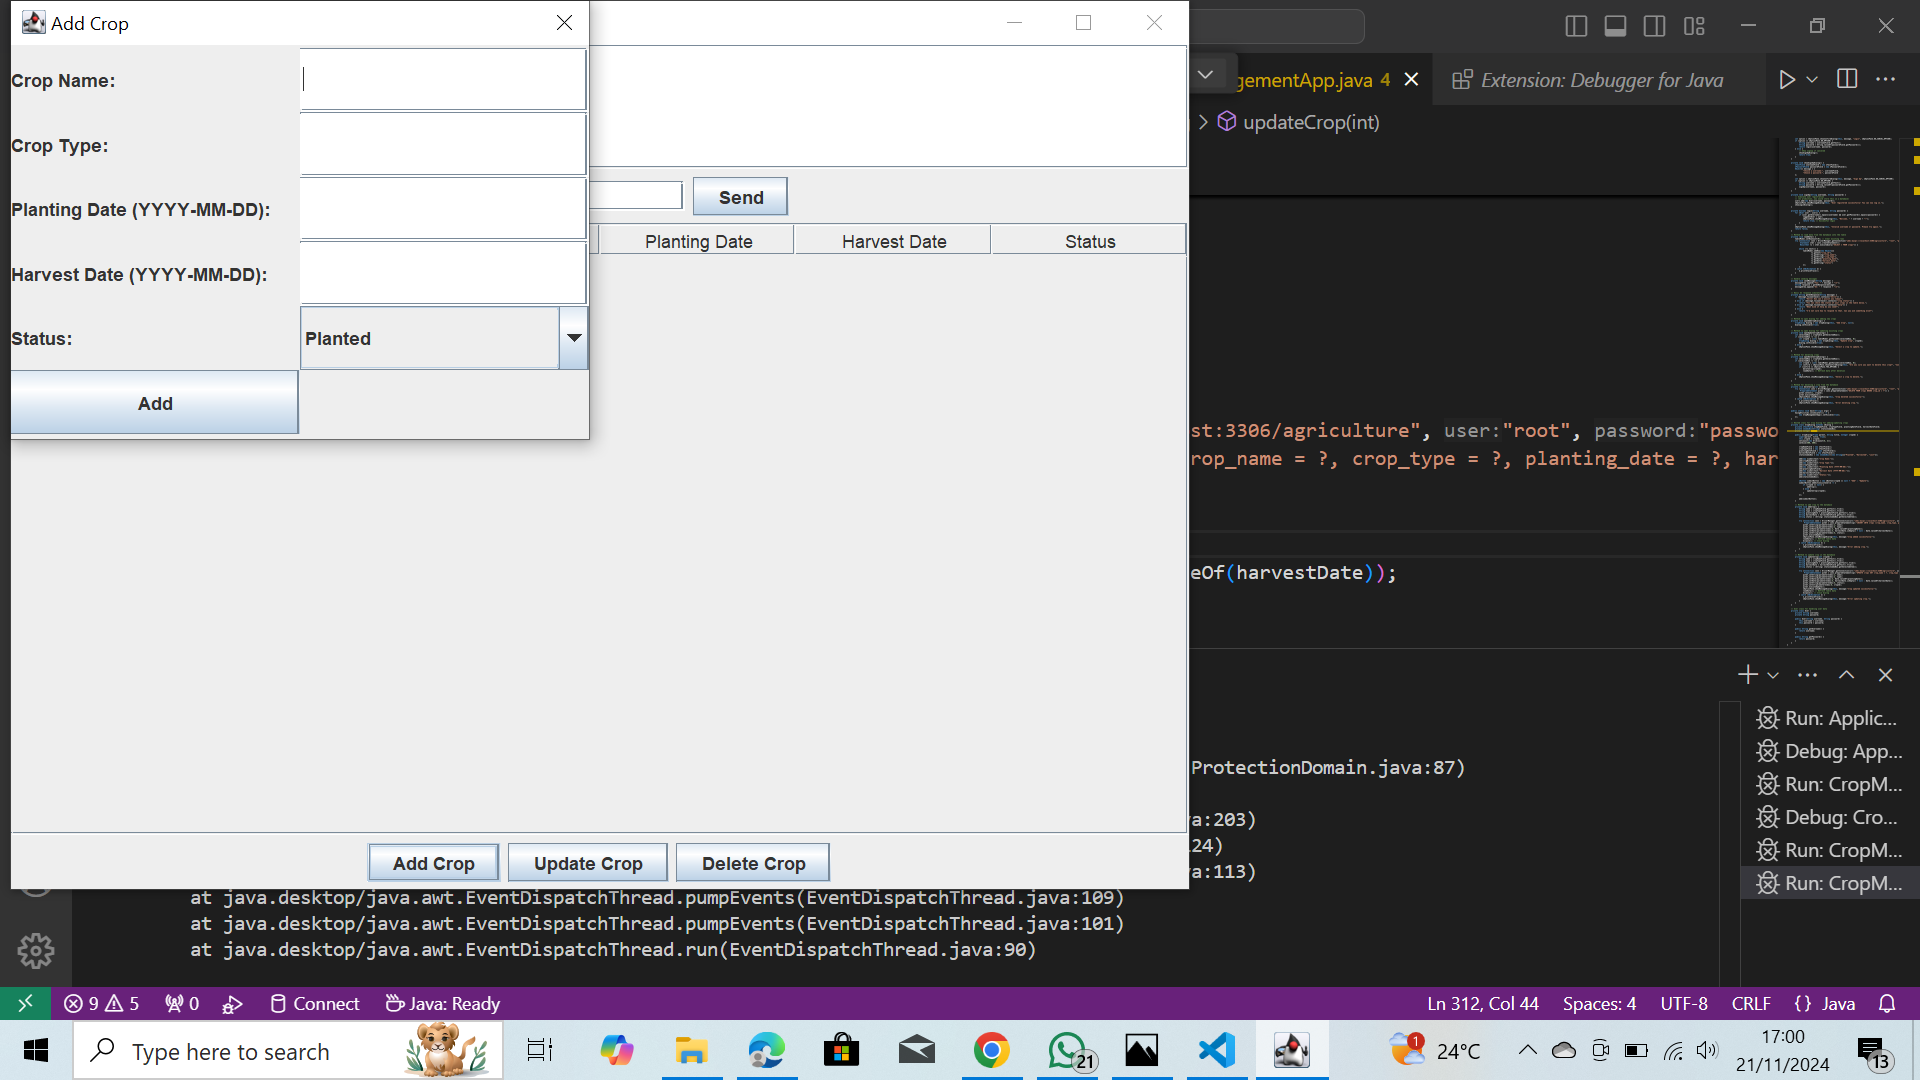 Add Crop
Crop Name:
Crop Type:
Planting Date (YYYY-MM-DD):
Harvest Date (YYYY-MM-DD):
Status:
Planted
Add
Send
Planting Date
Harvest Date
Status
Add Crop
Update Crop
Delete Crop
gementApp.java 4
Extension: Debugger for Java
updateCrop(int)
st:3306/agriculture", user:"root", password:"passwo
rop_name = ?, crop_type = ?, planting_date = ?, har
eOf(harvestDate));
ProtectionDomain.java:87)
a:203)
24)
a:113)
at java.desktop/java.awt.EventDispatchThread.pumpEvents(EventDispatchThread.java:109)
at java.desktop/java.awt.EventDispatchThread.pumpEvents(EventDispatchThread.java:101)
at java.desktop/java.awt.EventDispatchThread.run(EventDispatchThread.java:90)
Run: Applic...
Debug: App...
Run: CropM...
Debug: Cro...
Run: CropM...
Run: CropM...
9 5 0 Connect Java: Ready
Ln 312, Col 44 Spaces: 4 UTF-8 CRLF {} Java
Type here to search
21
1
24°C
17:00
21/11/2024
13